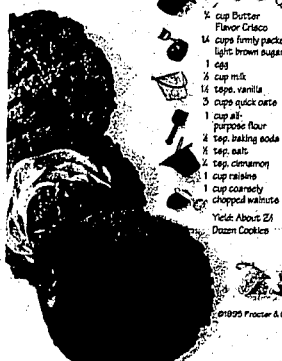 ¾ cup Butter
Flavor Crisco
1¼ cups firmly packe
light brown sugar
1 egg
⅓ cup milk
1½ tsps. vanilla
3 cups quick oats
1 cup all-
purpose flour
½ tsp. baking soda
½ tsp. salt
¼ tsp. cinnamon
1 cup raisins
1 cup coarsely
chopped walnuts
Yield: About 2½
Dozen Cookies
©1995 Procter & G